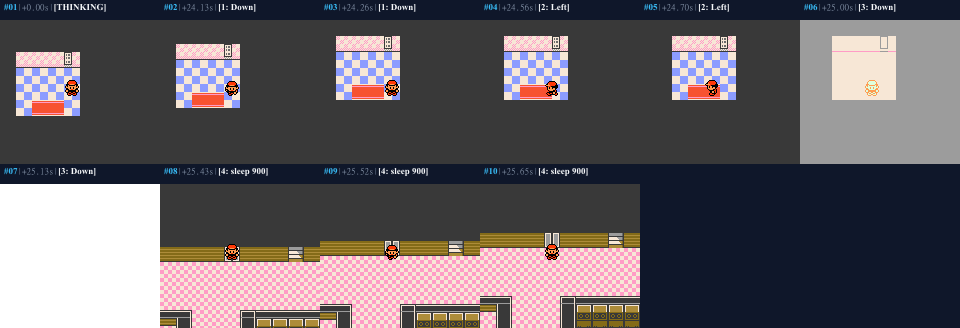 #01|+0.00s| [THINKING]
#02|+24.13s| [1: Down]
#03|+24.26s| [1: Down]
#04|+24.56s| [2: Left]
#05|+24.70s| [2: Left]
#06|+25.00s| [3: Down]
#07|+25.13s| [3: Down]
#08|+25.43s| [4: sleep 900]
#09|+25.52s| [4: sleep 900]
#10|+25.65s| [4: sleep 900]